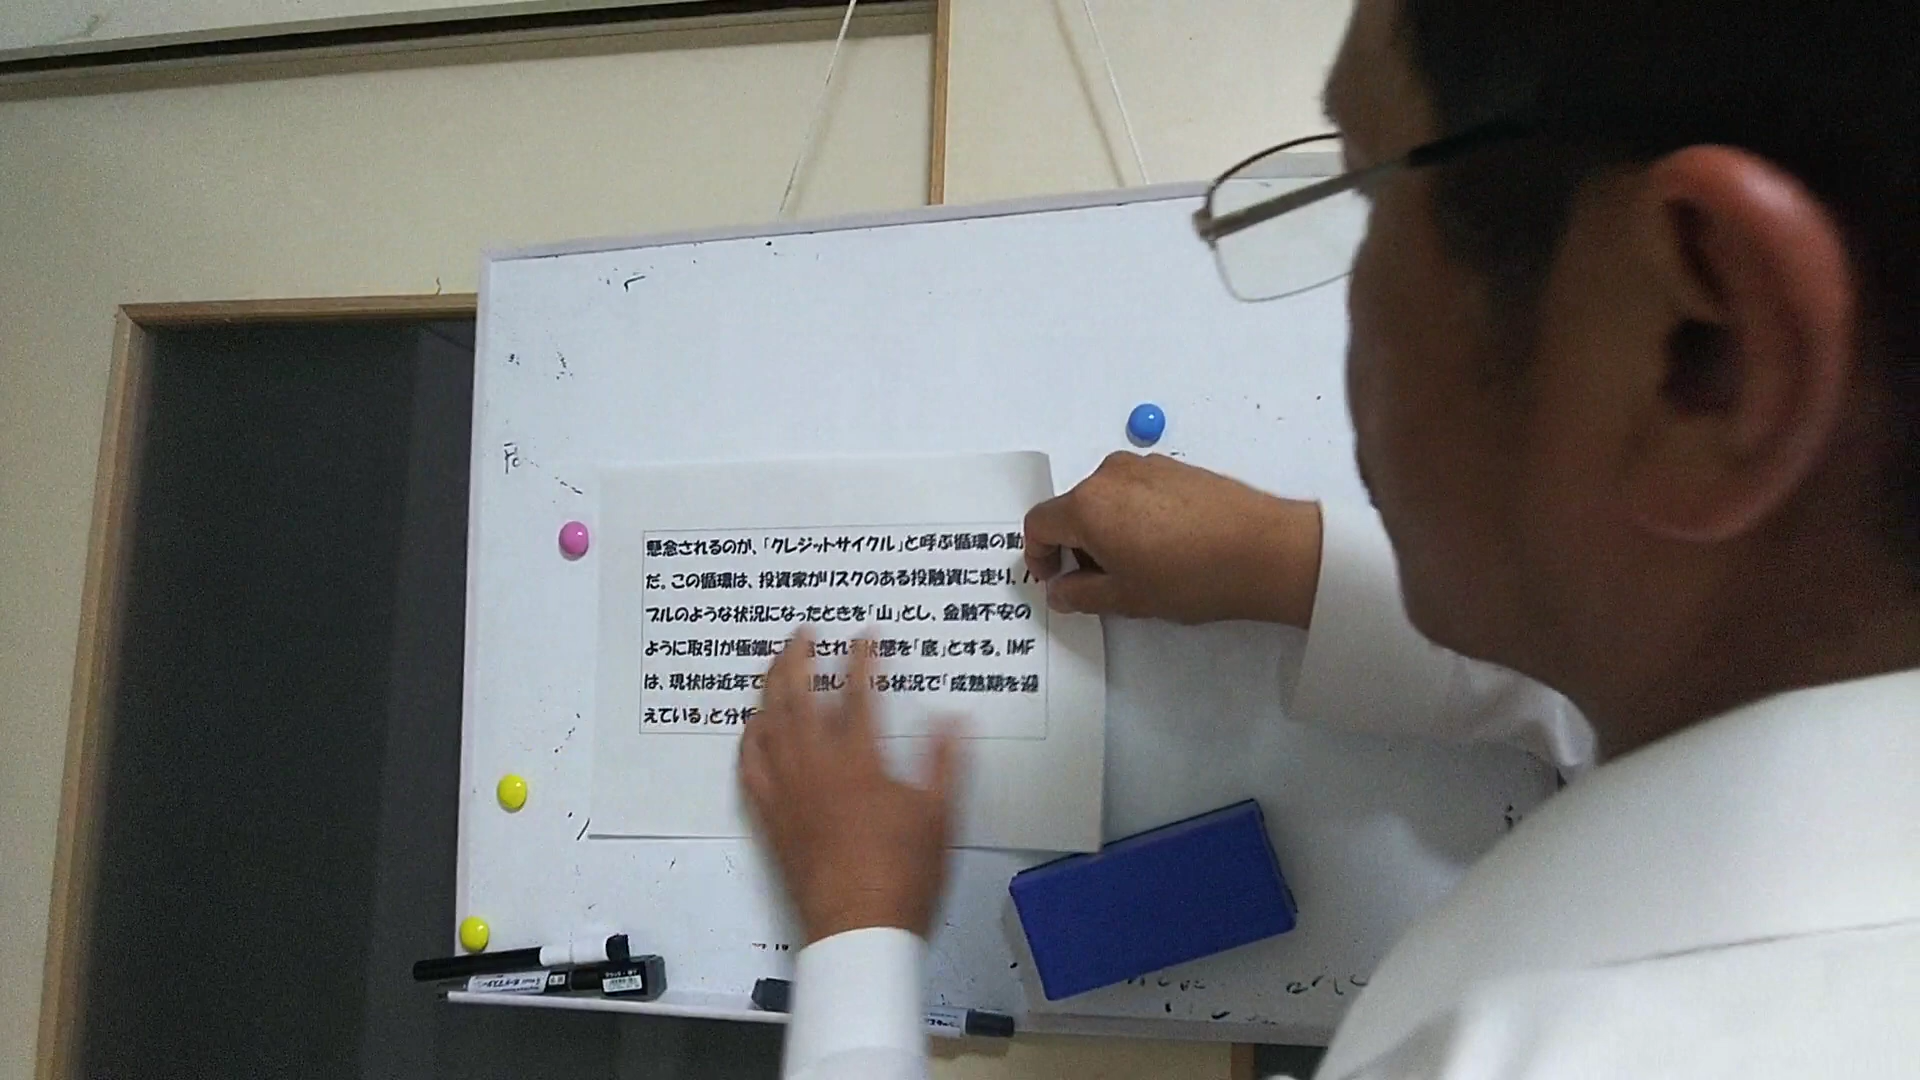 懸念されるのが、「クレジットサイクル」と呼ぶ循環の動
だ。この循環は、投資家がリスクのある投融資に走り、バ
ブルのような状況になったときを「山」とし、金融不安の
ように取引が極端に される状態を「底」とする。IMF
は、現状は近年で 過熱している状況で「成熟期を迎
えている」と分析